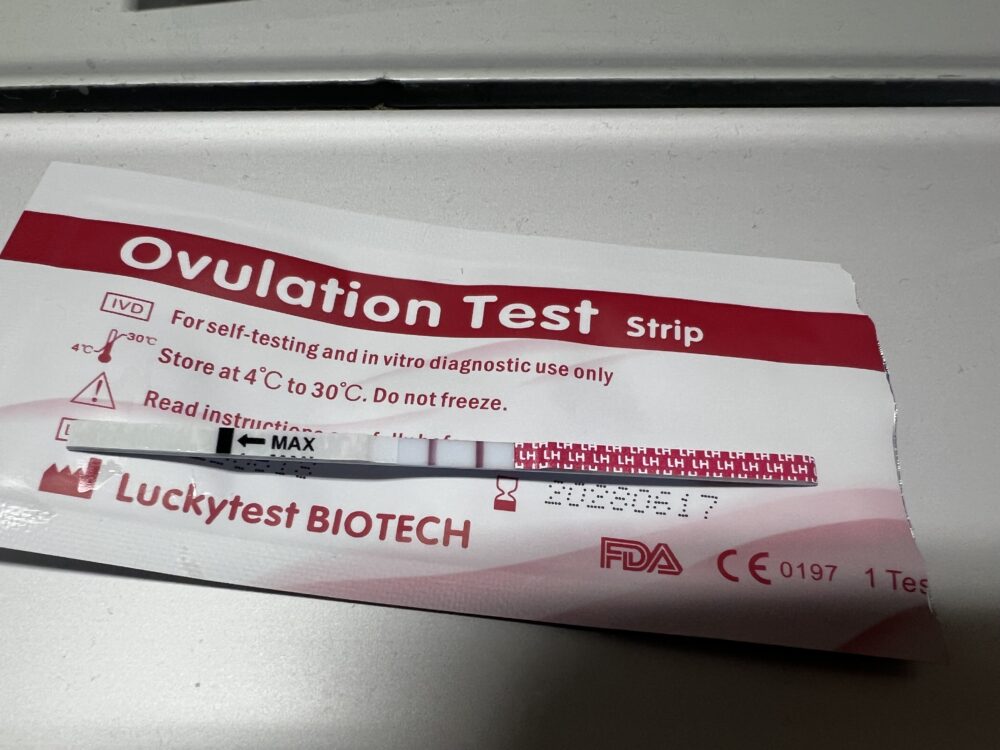 Ovulation Test Strip
IVD
For self-testing and in vitro diagnostic use only
4℃ 30℃
Store at 4℃ to 30℃. Do not freeze.
Read
MAX
LH LH LH LH LH LH LH LH LH LH LH LH LH
20280617
Luckytest BIOTECH
FDA CE 0197 1 Tes